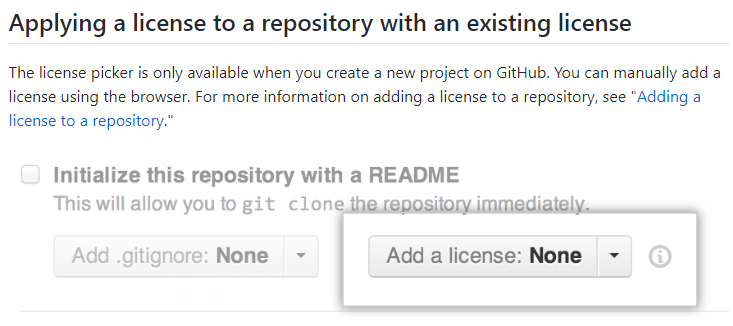 Applying a license to a repository with an existing license
The license picker is only available when you create a new project on GitHub. You can manually add a
license using the browser. For more information on adding a license to a repository, see "Adding a
license to a repository."
Initialize this repository with a README
This will allow you to git clone the repository immediately.
Add .gitignore: None
Add a license: None